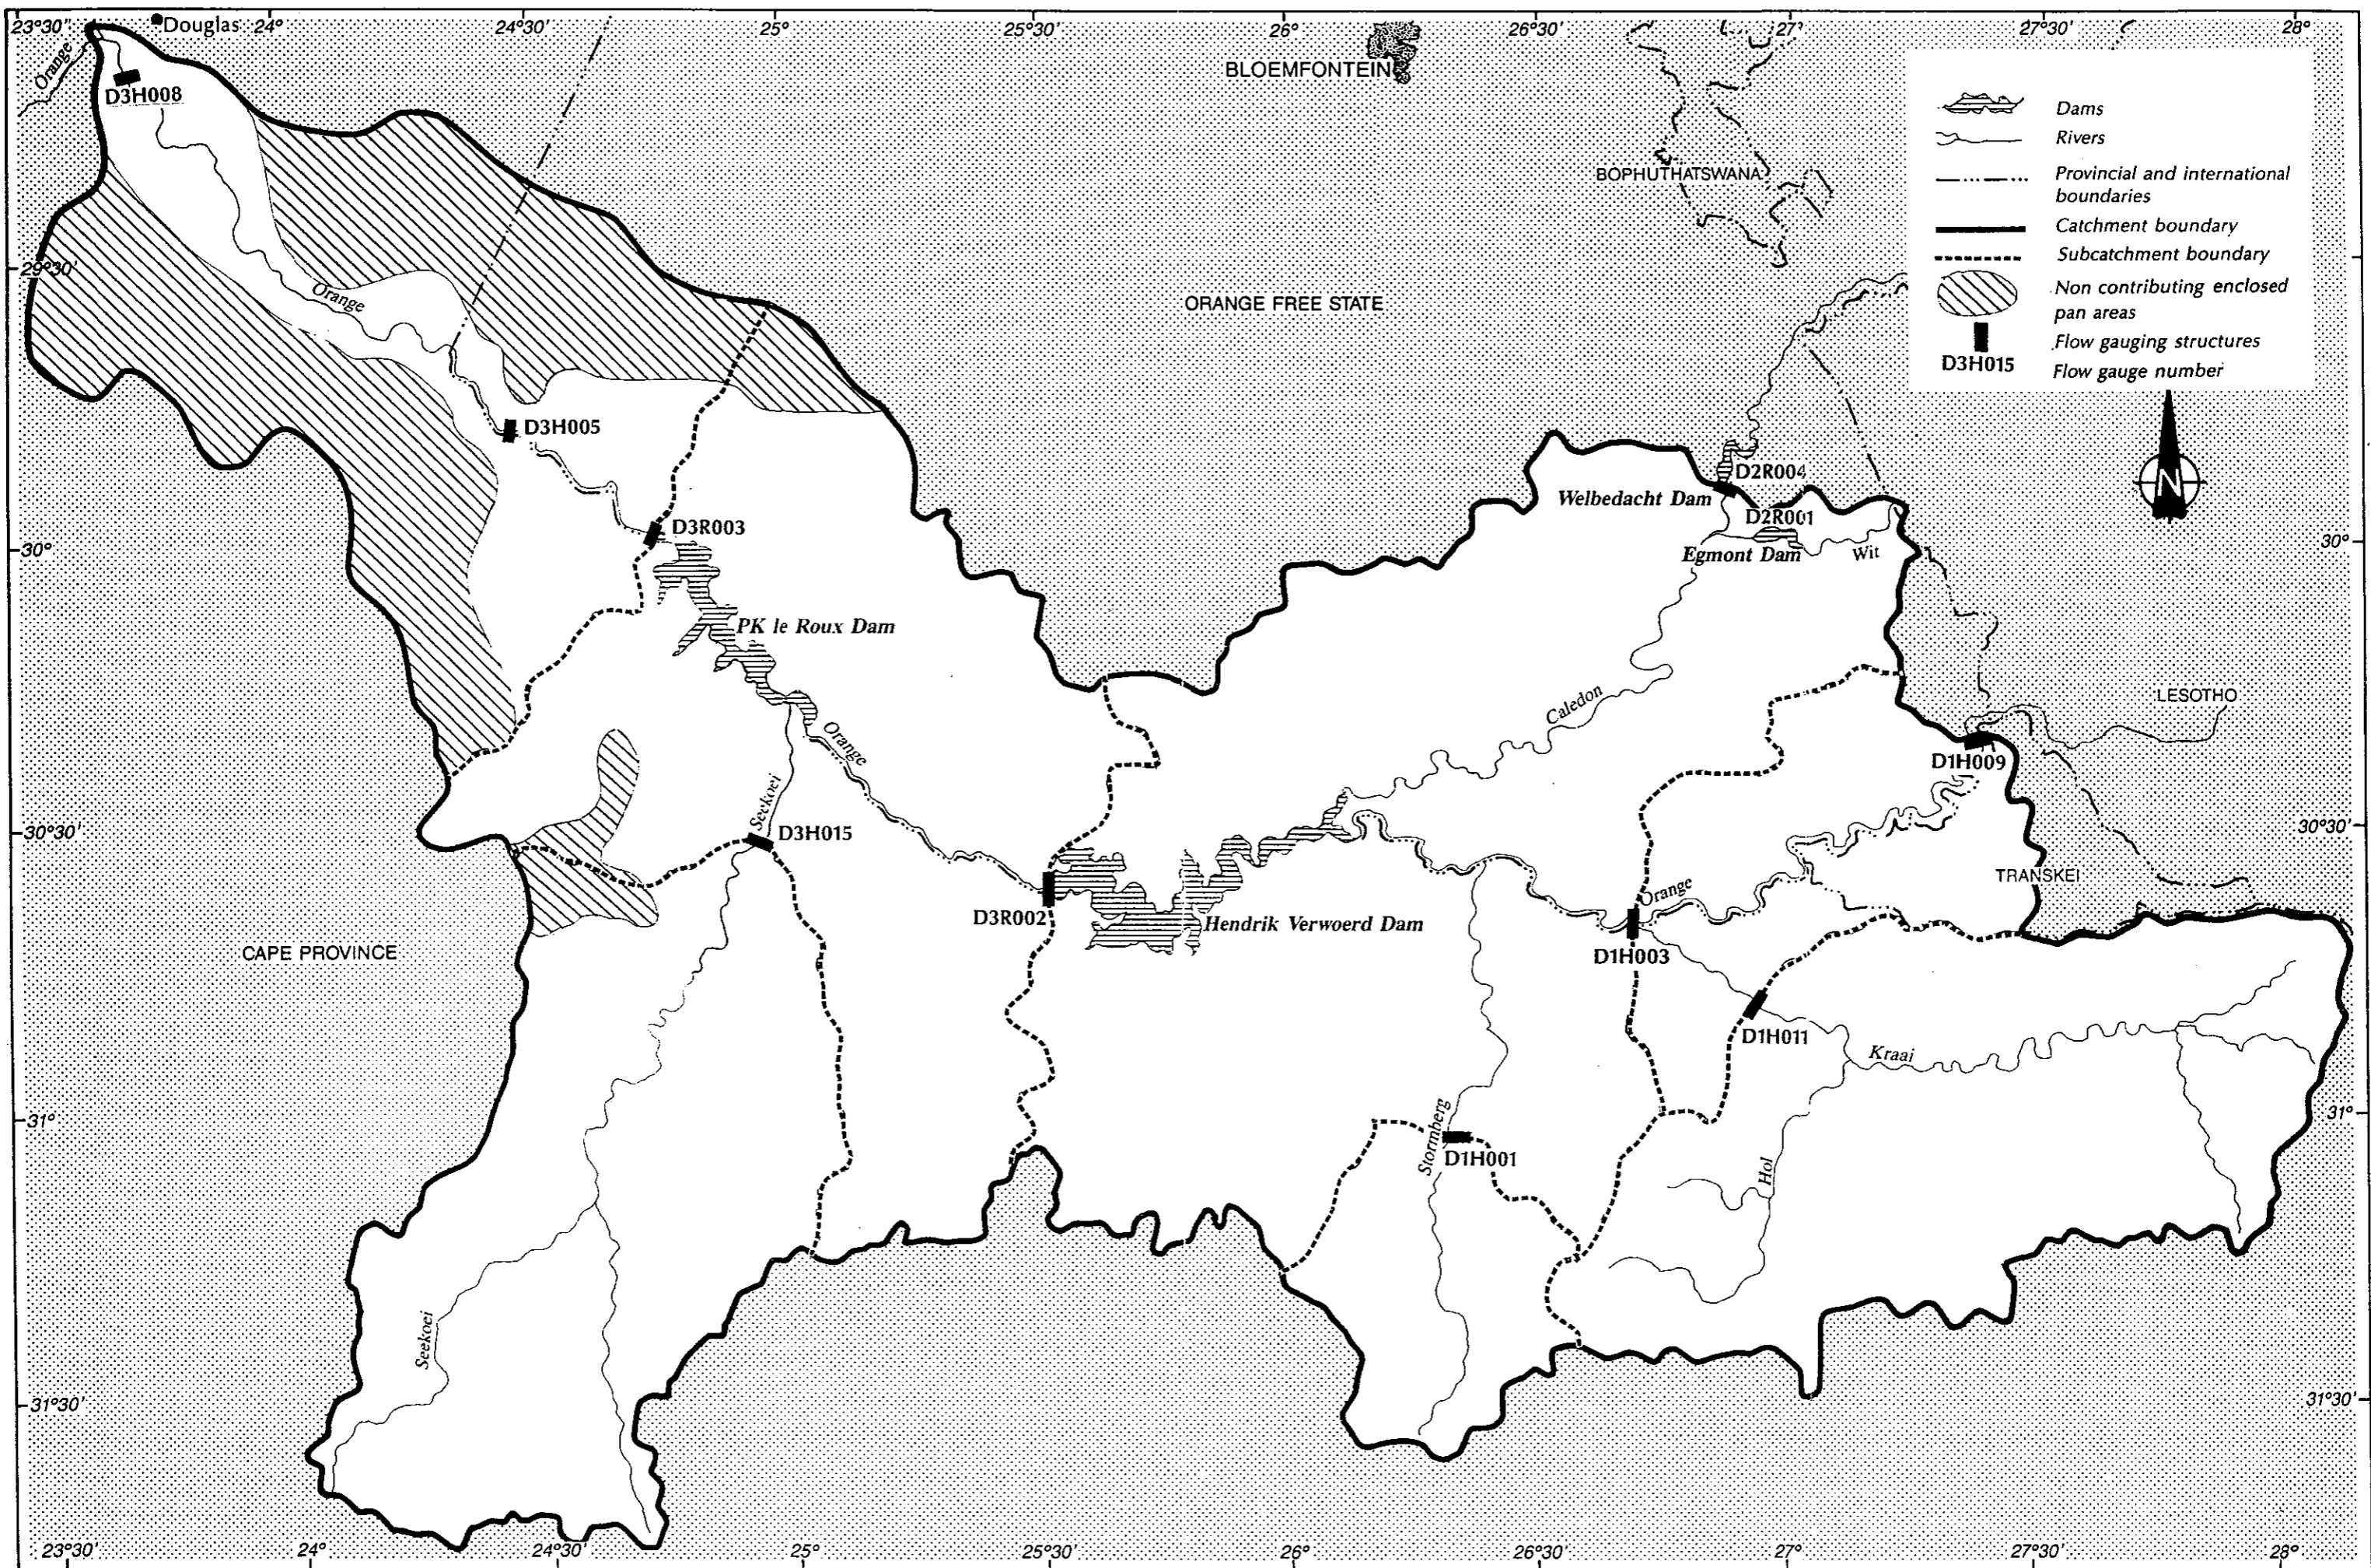 23°30'
Douglas
24°
24°30'
25°
25°30'
26°
26°30'
27°
27°30'
28°
Orange
D3H008
BLOEMFONTEIN
BOPHUTHATSWANA
Dams
Rivers
Provincial and international
boundaries
Catchment boundary
Subcatchment boundary
Non contributing enclosed
pan areas
Flow gauging structures
D3H015
Flow gauge number
N
29°30'
Orange
ORANGE FREE STATE
D3H005
D2R004
Welbedacht Dam
D2R001
Egmont Dam
Wit
D3R003
30°
30°
PK le Roux Dam
Caledon
LESOTHO
Orange
D1H009
Seekoei
30°30'
D3H015
30°30'
TRANSKEI
Orange
D3R002
Hendrik Verwoerd Dam
CAPE PROVINCE
D1H003
D1H011
Kraai
31°
31°
Stormberg
D1H001
Hol
Seekoei
31°30'
31°30'
23°30'
24°
24°30'
25°
25°30'
26°
26°30'
27°
27°30'
28°